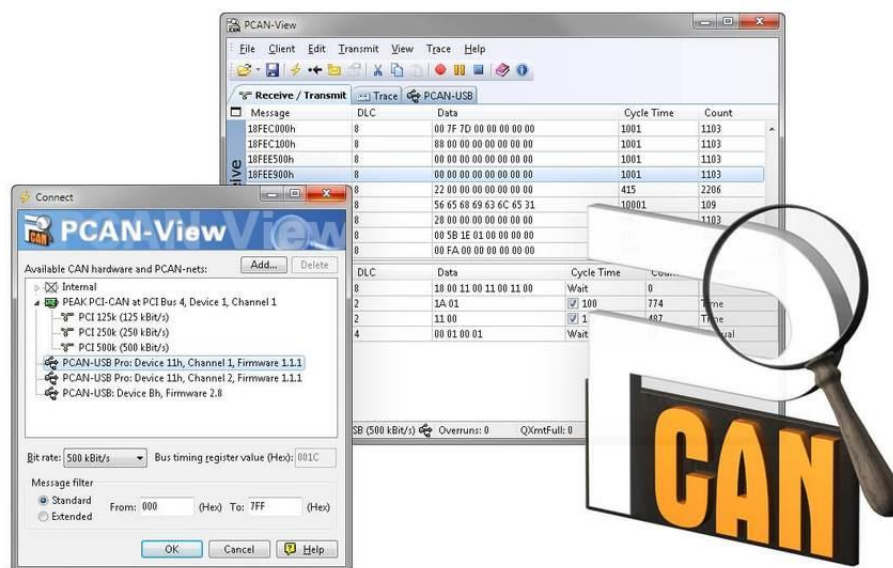 PCAN-View
File Client Edit Transmit View Trace Help
Receive / Transmit Trace PCAN-USB
Message DLC Data Cycle Time Count
18FEC000h 8 00 7F 7D 00 00 00 00 00 1001 1103
18FEC100h 8 88 00 00 00 00 00 00 00 1001 1103
18FEE500h 8 00 00 00 00 00 00 00 00 1001 1103
18FEE900h 8 00 00 00 00 00 00 00 00 1001 1103
8 22 00 00 00 00 00 00 00 415 2206
8 56 65 68 69 63 6C 65 31 10001 109
8 28 00 00 00 00 00 00 00 1103
8 00 5B 1E 01 00 00 00 00
8 00 FA 00 00 00 00 00 00
DLC Data Cycle Time
8 18 00 11 00 11 00 11 00 Wait 0
2 1A 01 100 774 Time
2 11 00 1 487
4 00 01 00 01 Wait
SB (500 kBit/s) Overruns: 0 QXmtFull: 0
Connect
PCAN-View
Available CAN hardware and PCAN-nets: Add... Delete
Internal
PEAK PCI-CAN at PCI Bus 4, Device 1, Channel 1
PCI 125k (125 kBit/s)
PCI 250k (250 kBit/s)
PCI 500k (500 kBit/s)
PCAN-USB Pro: Device 11h, Channel 1, Firmware 1.1.1
PCAN-USB Pro: Device 11h, Channel 2, Firmware 1.1.1
PCAN-USB: Device Bh, Firmware 2.8
Bit rate: 500 kBit/s Bus timing register value (Hex): 001C
Message filter
Standard
Extended
From: 000 (Hex) To: 7FF (Hex)
OK Cancel Help
CAN